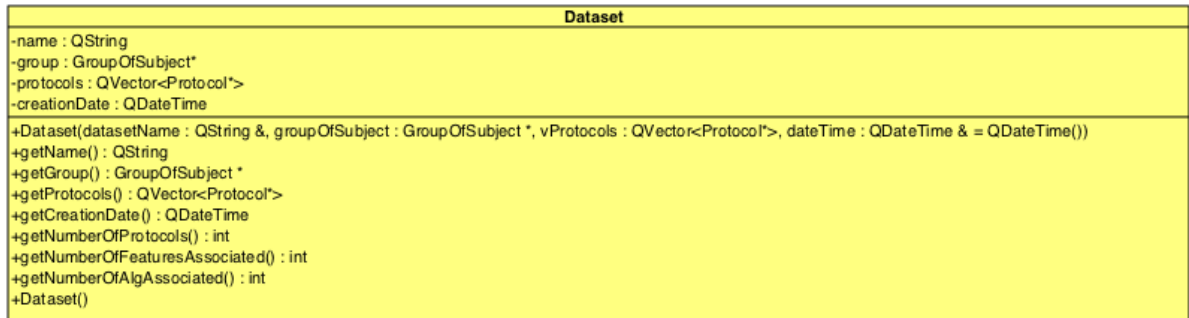 Dataset
-name : QString
-group : GroupOfSubject*
-protocols : QVector<Protocol*>
-creationDate : QDateTime
+Dataset(datasetName : QString &, groupOfSubject : GroupOfSubject *, vProtocols : QVector<Protocol*>, dateTime : QDateTime & = QDateTime())
+getName() : QString
+getGroup() : GroupOfSubject *
+getProtocols() : QVector<Protocol*>
+getCreationDate() : QDateTime
+getNumberOfProtocols() : int
+getNumberOfFeaturesAssociated() : int
+getNumberOfAlgAssociated() : int
+Dataset()